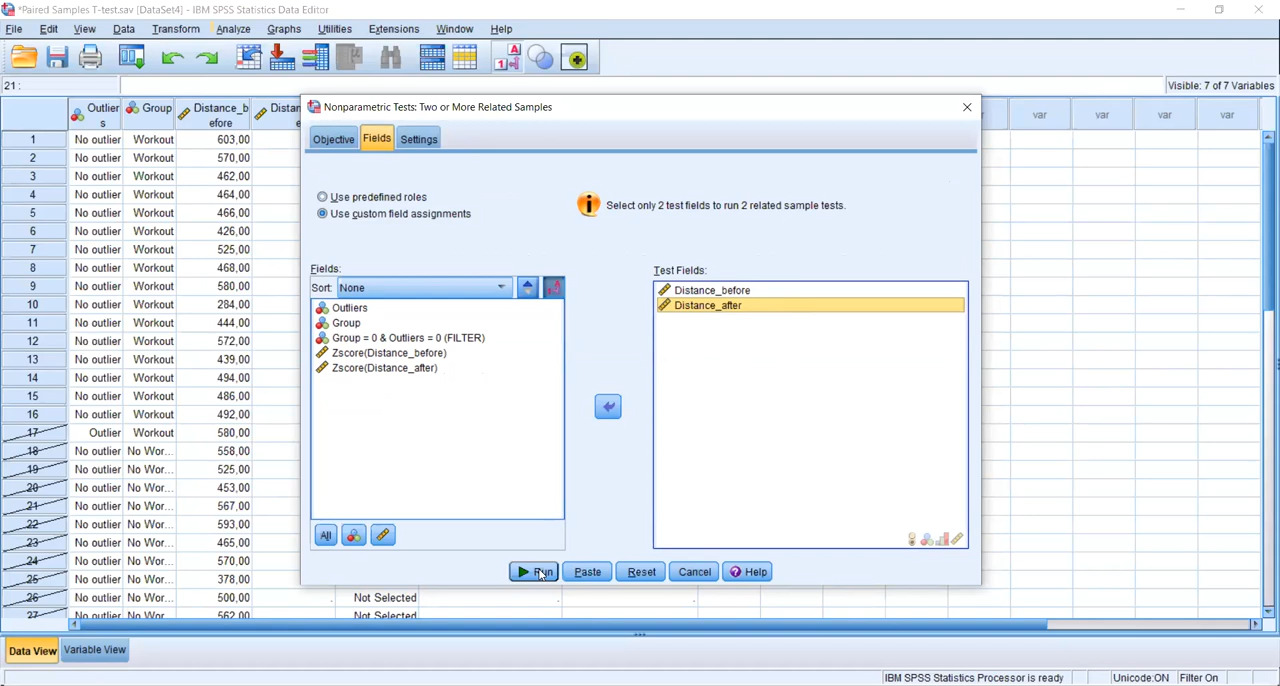 *Paired Samples T-test.sav [DataSet4] - IBM SPSS Statistics Data Editor
File Edit View Data Transform Analyze Graphs Utilities Extensions Window Help
21 :
Visible: 7 of 7 Variables
Outlier s Group Distance_b efore Distan e var var var var
Nonparametric Tests: Two or More Related Samples
Objective Fields Settings
Use predefined roles
Use custom field assignments
Select only 2 test fields to run 2 related sample tests.
Fields:
Sort: None
Outliers
Group
Group = 0 & Outliers = 0 (FILTER)
Zscore(Distance_before)
Zscore(Distance_after)
All
Test Fields:
Distance_before
Distance_after
Run Paste Reset Cancel Help
1 No outlier Workout 603,00
2 No outlier Workout 570,00
3 No outlier Workout 462,00
4 No outlier Workout 464,00
5 No outlier Workout 466,00
6 No outlier Workout 426,00
7 No outlier Workout 525,00
8 No outlier Workout 468,00
9 No outlier Workout 580,00
10 No outlier Workout 284,00
11 No outlier Workout 444,00
12 No outlier Workout 572,00
13 No outlier Workout 439,00
14 No outlier Workout 494,00
15 No outlier Workout 486,00
16 No outlier Workout 492,00
17 Outlier Workout 580,00
18 No outlier No Wor... 558,00
19 No outlier No Wor... 525,00
20 No outlier No Wor... 453,00
21 No outlier No Wor... 567,00
22 No outlier No Wor... 593,00
23 No outlier No Wor... 465,00
24 No outlier No Wor... 570,00
25 No outlier No Wor... 378,00
26 No outlier No Wor... 500,00 . Not Selected . .
27 No outlier No Wor... 562,00 . Not Selected
Data View Variable View
IBM SPSS Statistics Processor is ready Unicode:ON Filter On